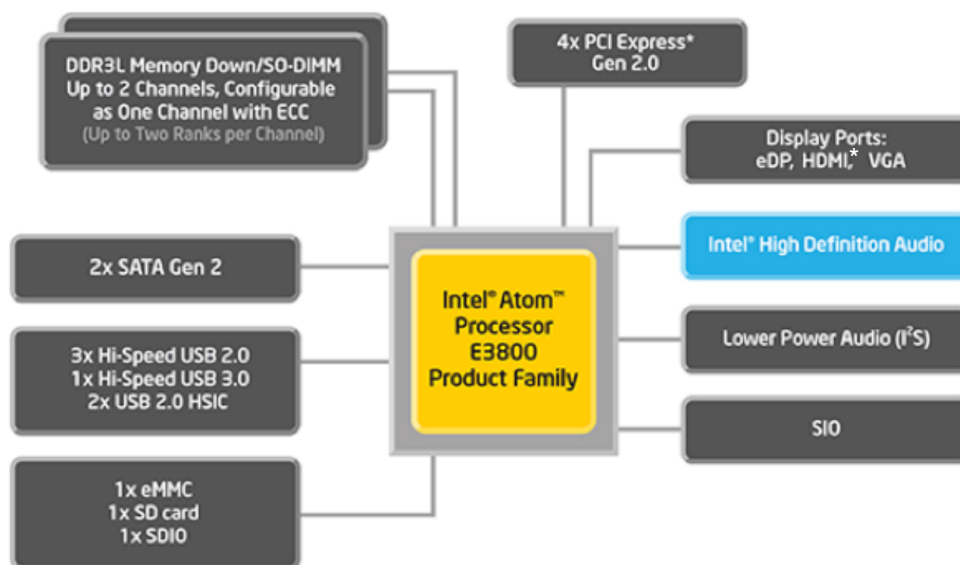 DDR3L Memory Down/SO-DIMM
Up to 2 Channels, Configurable
as One Channel with ECC
(Up to Two Ranks per Channel)
4x PCI Express*
Gen 2.0
Display Ports:
eDP, HDMI,* VGA
2x SATA Gen 2
Intel® High Definition Audio
Intel® Atom™
Processor
E3800
Product Family
3x Hi-Speed USB 2.0
1x Hi-Speed USB 3.0
2x USB 2.0 HSIC
Lower Power Audio (I²S)
SIO
1x eMMC
1x SD card
1x SDIO